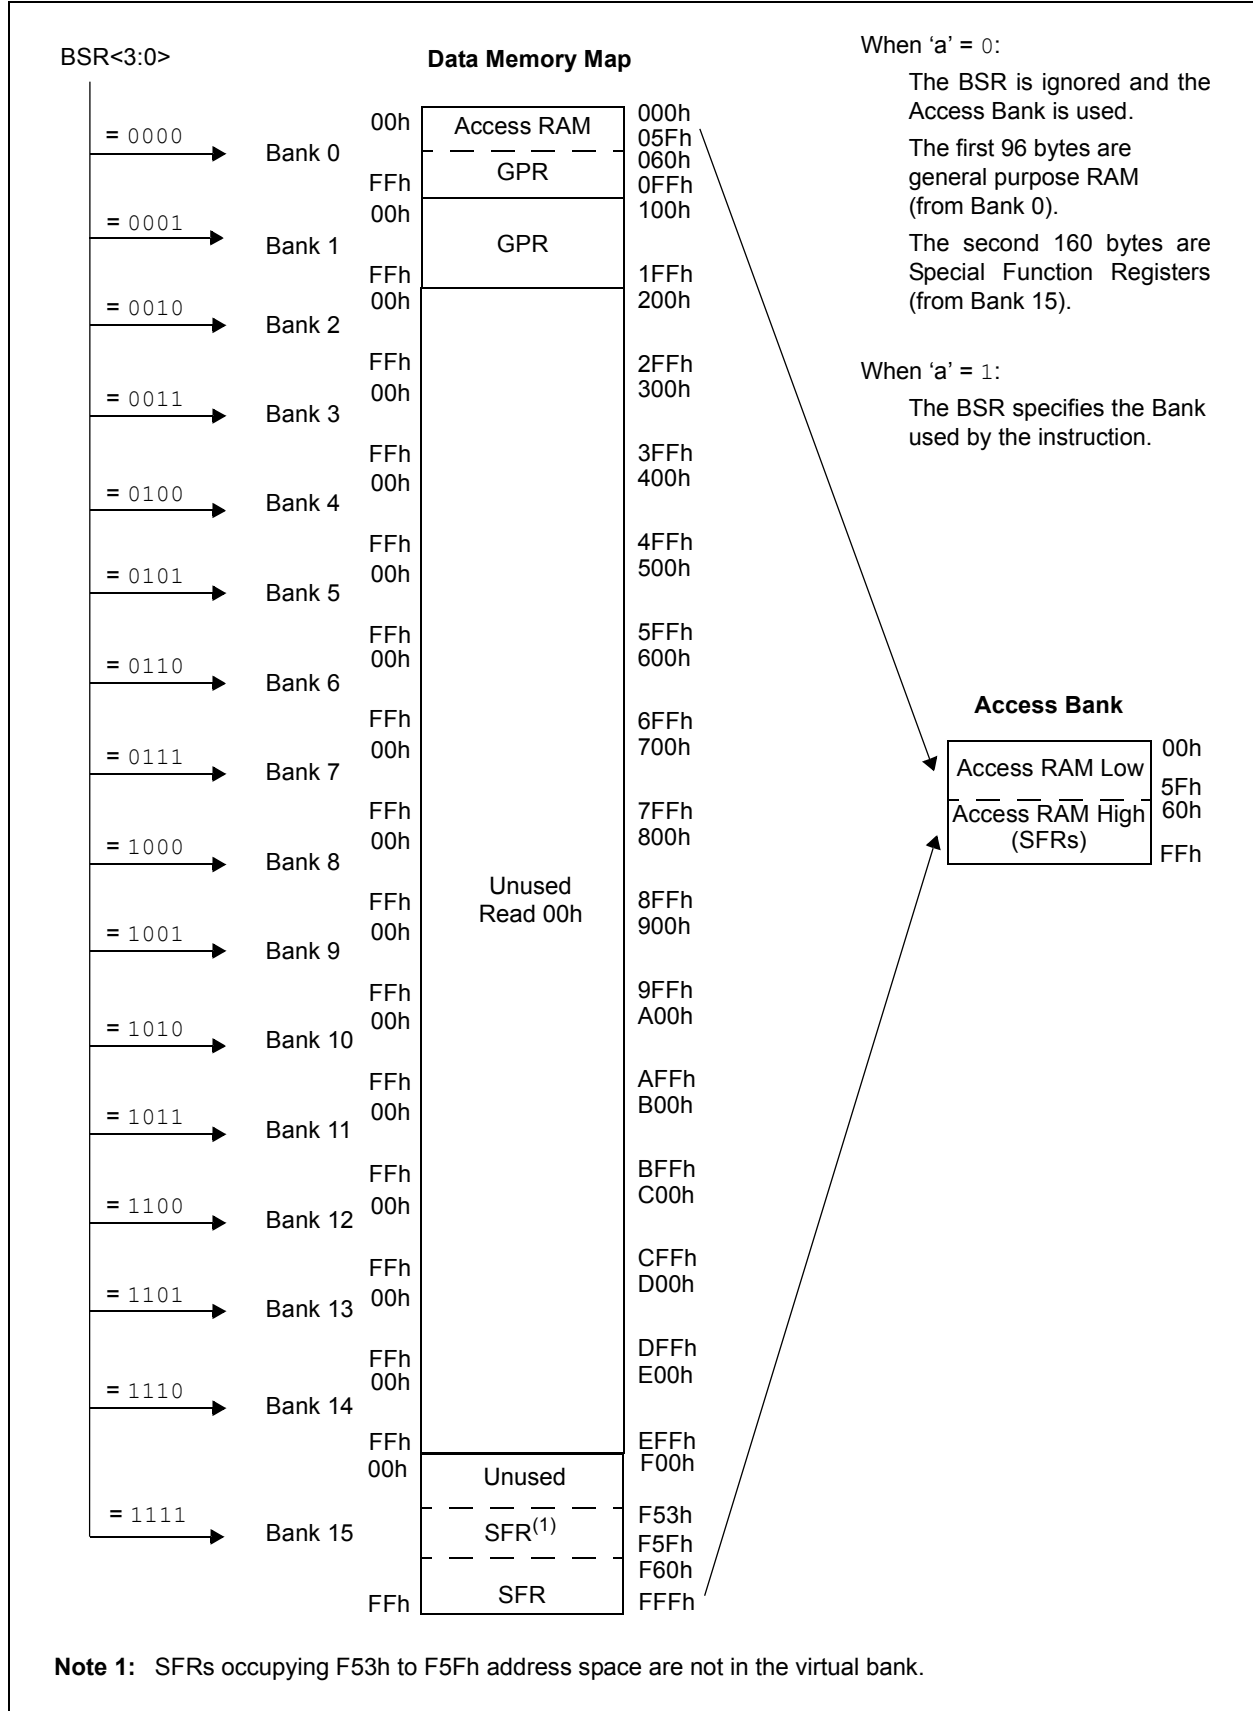 BSR<3:0>
Data Memory Map
When ‘a’ = 0:
The BSR is ignored and the
Access Bank is used.
The first 96 bytes are
general purpose RAM
(from Bank 0).
The second 160 bytes are
Special Function Registers
(from Bank 15).
When ‘a’ = 1:
The BSR specifies the Bank
used by the instruction.
= 0000
Bank 0
00h
Access RAM
000h
05Fh
060h
GPR
FFh
0FFh
= 0001
Bank 1
00h
100h
GPR
FFh
1FFh
= 0010
Bank 2
00h
200h
FFh
2FFh
= 0011
Bank 3
00h
300h
FFh
3FFh
= 0100
Bank 4
00h
400h
FFh
4FFh
= 0101
Bank 5
00h
500h
FFh
5FFh
= 0110
Bank 6
00h
600h
FFh
6FFh
= 0111
Bank 7
00h
700h
FFh
7FFh
= 1000
Bank 8
00h
800h
Unused
Read 00h
FFh
8FFh
= 1001
Bank 9
00h
900h
FFh
9FFh
= 1010
Bank 10
00h
A00h
FFh
AFFh
= 1011
Bank 11
00h
B00h
FFh
BFFh
= 1100
Bank 12
00h
C00h
FFh
CFFh
= 1101
Bank 13
00h
D00h
FFh
DFFh
= 1110
Bank 14
00h
E00h
FFh
EFFh
= 1111
Bank 15
00h
F00h
Unused
F53h
SFR(1)
F5Fh
F60h
SFR
FFh
FFFh
Access Bank
Access RAM Low
00h
5Fh
Access RAM High
60h
(SFRs)
FFh
Note 1: SFRs occupying F53h to F5Fh address space are not in the virtual bank.